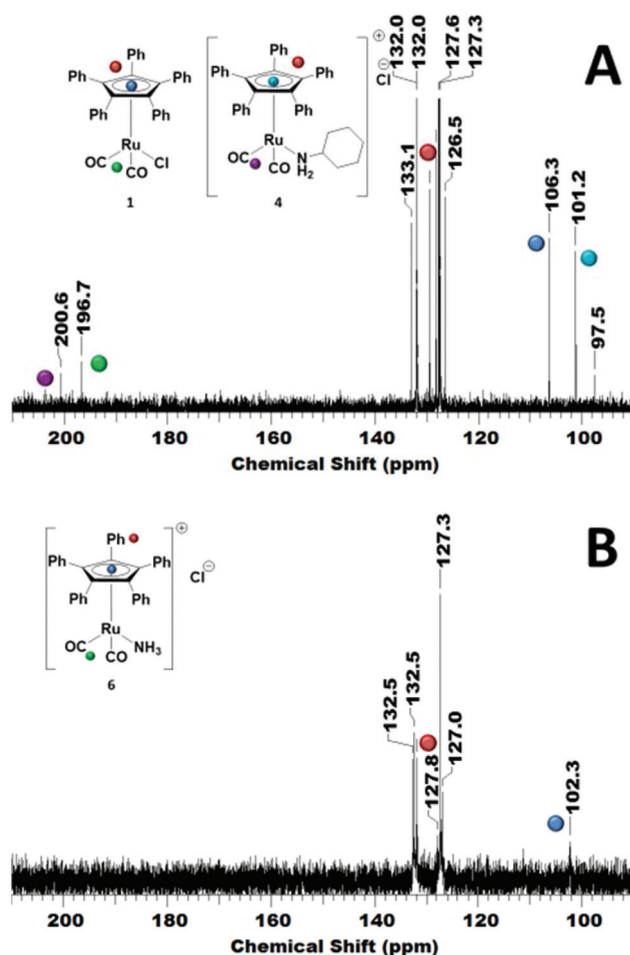 A
Ph
Ph
Ph
Ph
Ph
Ru
OC
CO
Cl
1
Ph
Ph
Ph
Ph
Ph
Ru
OC
CO
N
H2
⊕
Cl⊖
4
132.0
132.0
127.6
127.3
133.1
126.5
106.3
101.2
97.5
200.6
196.7
200 180 160 140 120 100
Chemical Shift (ppm)
B
Ph
Ph
Ph
Ph
Ph
Ru
OC
CO
NH3
⊕
Cl⊖
6
127.3
132.5
132.5
127.8
127.0
102.3
200 180 160 140 120 100
Chemical Shift (ppm)